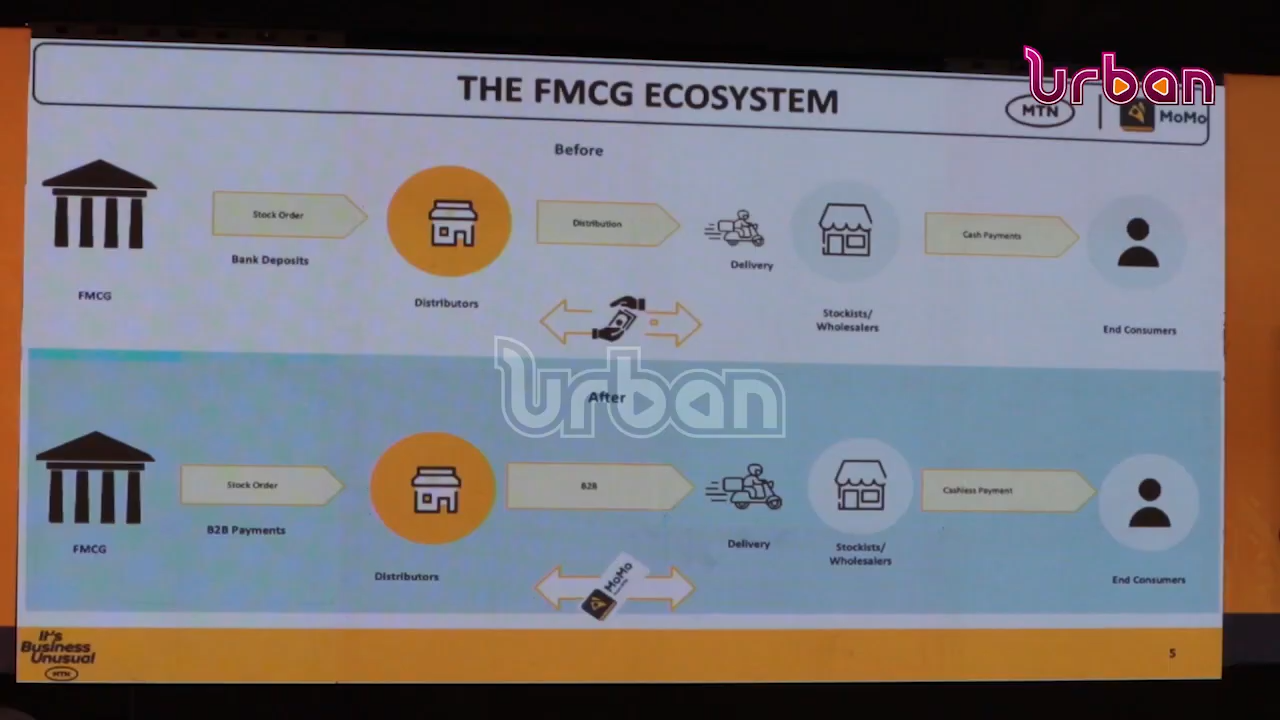 THE FMCG ECOSYSTEM
urban
MTN
MoMo
Before
Stock Order
Distribution
Cash Payments
Bank Deposits
Delivery
FMCG
Distributors
Stockists/
Wholesalers
End Consumers
urban
After
Stock Order
B2B
Cashless Payment
B2B Payments
FMCG
Delivery
Stockists/
Wholesalers
Distributors
MoMo
End Consumers
It's
Business
Unusual
MTN
5